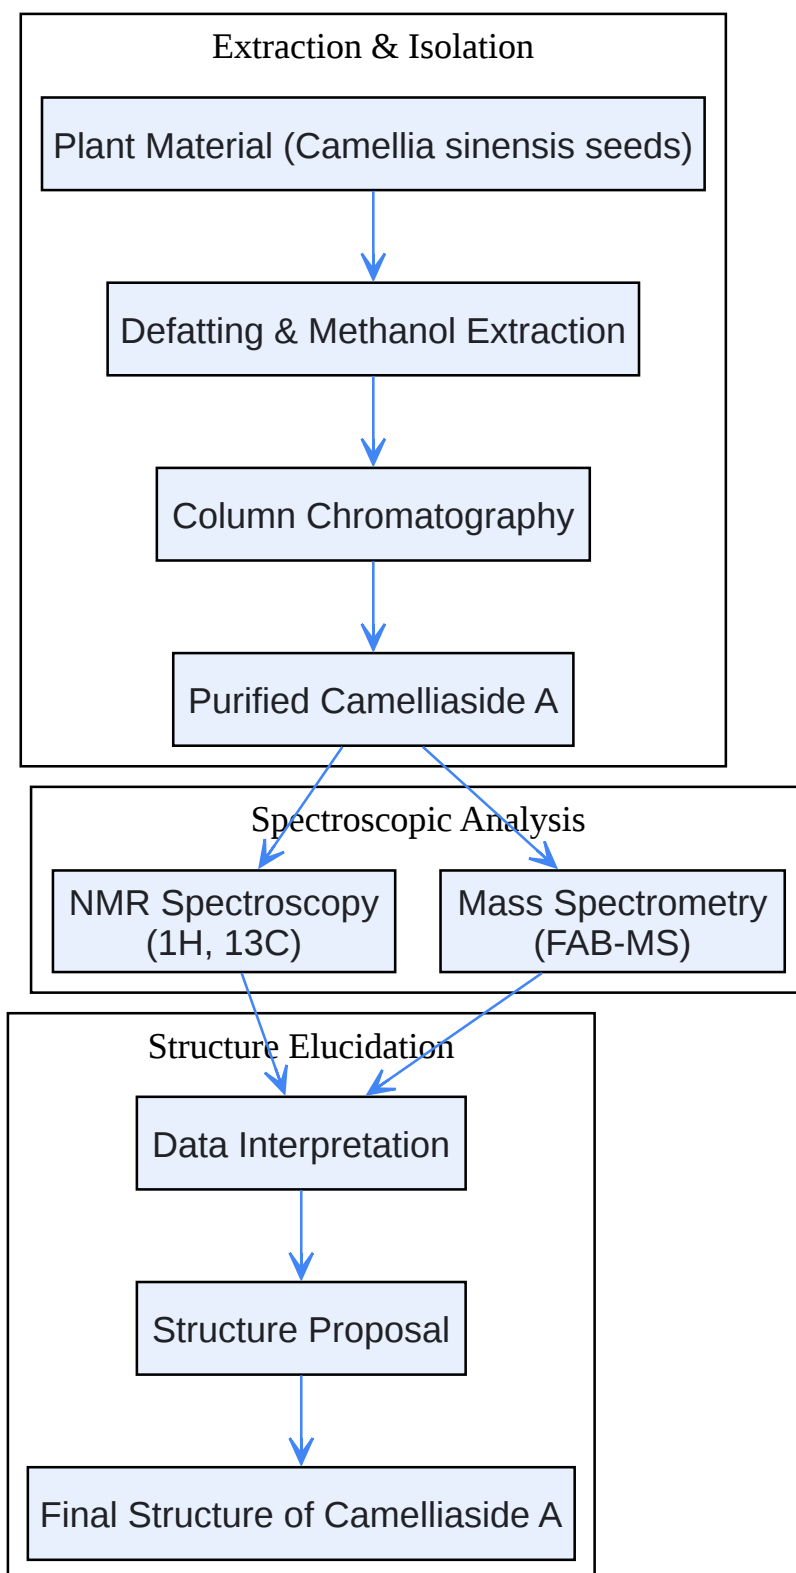 Extraction & Isolation
Plant Material (Camellia sinensis seeds)
Defatting & Methanol Extraction
Column Chromatography
Purified Camelliaside A
Spectroscopic Analysis
NMR Spectroscopy
(1H, 13C)
Mass Spectrometry
(FAB-MS)
Structure Elucidation
Data Interpretation
Structure Proposal
Final Structure of Camelliaside A